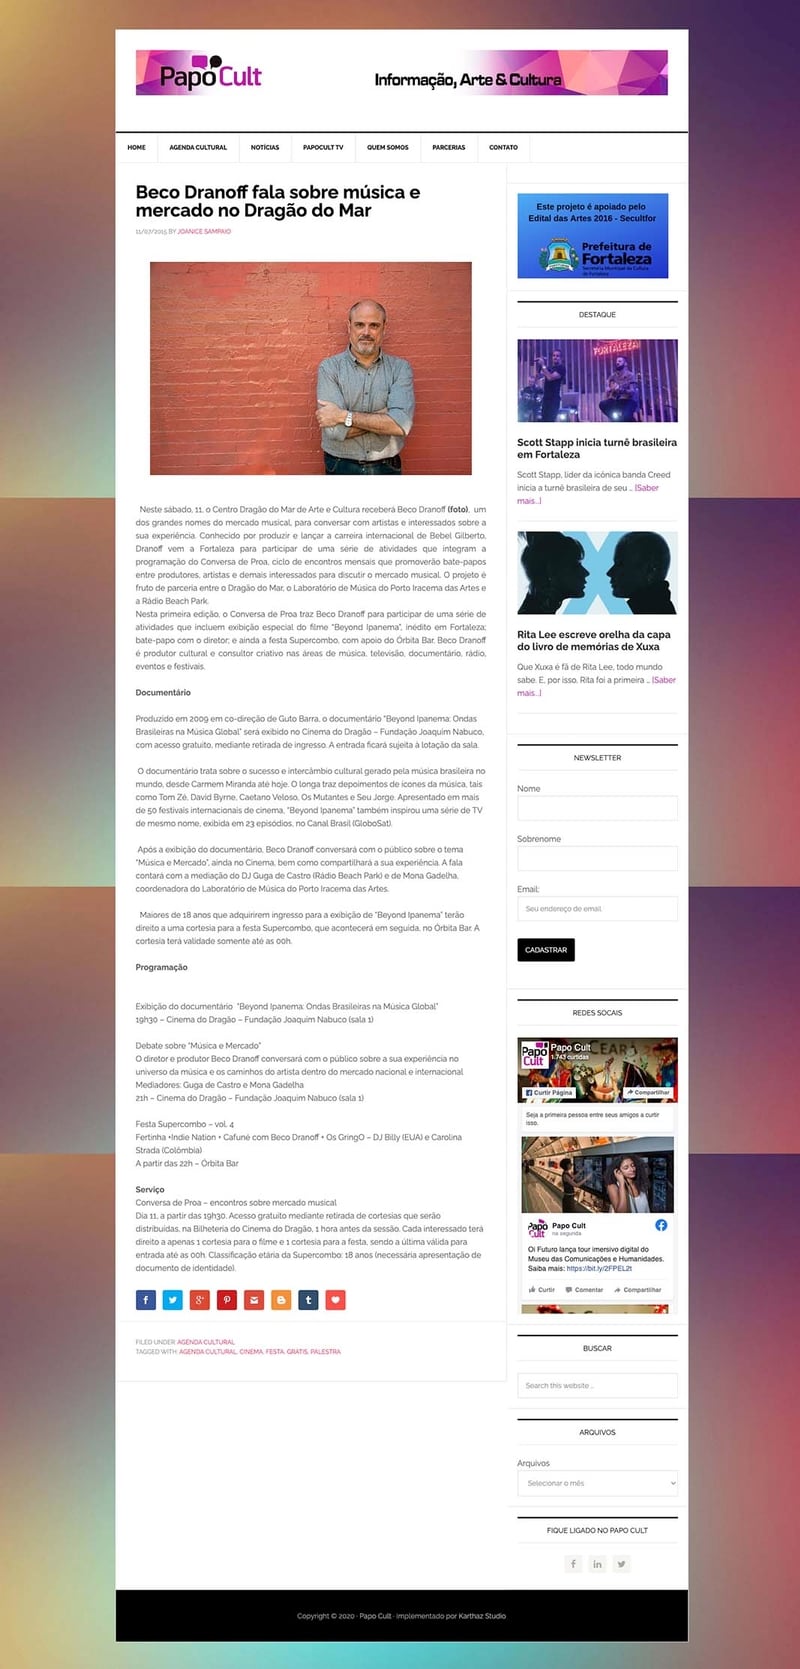 Papo Cult
Informação, Arte & Cultura
HOME
AGENDA CULTURAL
NOTÍCIAS
PAPOCULT TV
QUEM SOMOS
PARCERIAS
CONTATO
Beco Dranoff fala sobre música e
mercado no Dragão do Mar
11/07/2015 BY JOANICE SAMPAIO
Neste sábado, 11, o Centro Dragão do Mar de Arte e Cultura receberá Beco Dranoff (foto), um
dos grandes nomes do mercado musical, para conversar com artistas e interessados sobre a
sua experiência. Conhecido por produzir e lançar a carreira internacional de Bebel Gilberto,
Dranoff vem a Fortaleza para participar de uma série de atividades que integram a
programação do Conversa de Proa, ciclo de encontros mensais que promoverão bate-papos
entre produtores, artistas e demais interessados para discutir o mercado musical. O projeto é
fruto de parceria entre o Dragão do Mar, o Laboratório de Música do Porto Iracema das Artes e
a Rádio Beach Park.
Nesta primeira edição, o Conversa de Proa traz Beco Dranoff para participar de uma série de
atividades que incluem exibição especial do filme "Beyond Ipanema", inédito em Fortaleza;
bate-papo com o diretor; e ainda a festa Supercombo, com apoio do Órbita Bar. Beco Dranoff
é produtor cultural e consultor criativo nas áreas de música, televisão, documentário, rádio,
eventos e festivais.
Documentário
Produzido em 2009 em co-direção de Guto Barra, o documentário "Beyond Ipanema: Ondas
Brasileiras na Música Global" será exibido no Cinema do Dragão – Fundação Joaquim Nabuco,
com acesso gratuito, mediante retirada de ingresso. A entrada ficará sujeita à lotação da sala.
O documentário trata sobre o sucesso e intercâmbio cultural gerado pela música brasileira no
mundo, desde Carmem Miranda até hoje. O longa traz depoimentos de ícones da música, tais
como Tom Zé, David Byrne, Caetano Veloso, Os Mutantes e Seu Jorge. Apresentado em mais
de 50 festivais internacionais de cinema, "Beyond Ipanema" também inspirou uma série de TV
de mesmo nome, exibida em 23 episódios, no Canal Brasil (GloboSat).
Após a exibição do documentário, Beco Dranoff conversará com o público sobre o tema
"Música e Mercado", ainda no Cinema, bem como compartilhará a sua experiência. A fala
contará com a mediação do DJ Guga de Castro (Rádio Beach Park) e de Mona Gadelha,
coordenadora do Laboratório de Música do Porto Iracema das Artes.
Maiores de 18 anos que adquirirem ingresso para a exibição de "Beyond Ipanema" terão
direito a uma cortesia para a festa Supercombo, que acontecerá em seguida, no Órbita Bar. A
cortesia terá validade somente até as 00h.
Programação
Exibição do documentário "Beyond Ipanema: Ondas Brasileiras na Música Global"
19h30 – Cinema do Dragão – Fundação Joaquim Nabuco (sala 1)
Debate sobre "Música e Mercado"
O diretor e produtor Beco Dranoff conversará com o público sobre a sua experiência no
universo da música e os caminhos do artista dentro do mercado nacional e internacional
Mediadores: Guga de Castro e Mona Gadelha
21h – Cinema do Dragão – Fundação Joaquim Nabuco (sala 1)
Festa Supercombo – vol. 4
Fertinha +Indie Nation + Cafuné com Beco Dranoff + Os GringO – DJ Billy (EUA) e Carolina
Strada (Colômbia)
A partir das 22h – Órbita Bar
Serviço
Conversa de Proa – encontros sobre mercado musical
Dia 11, a partir das 19h30. Acesso gratuito mediante retirada de cortesias que serão
distribuídas, na Bilheteria do Cinema do Dragão, 1 hora antes da sessão. Cada interessado terá
direito a apenas 1 cortesia para o filme e 1 cortesia para a festa, sendo a última válida para
entrada até as 00h. Classificação etária da Supercombo: 18 anos (necessária apresentação de
documento de identidade).
FILED UNDER: AGENDA CULTURAL
TAGGED WITH: AGENDA CULTURAL, CINEMA, FESTA, GRÁTIS, PALESTRA
Este projeto é apoiado pelo
Edital das Artes 2016 - Secultfor
Prefeitura de
Fortaleza
Secretaria Municipal da Cultura
de Fortaleza
DESTAQUE
FORTALEZA
Scott Stapp inicia turnê brasileira
em Fortaleza
Scott Stapp, líder da icônica banda Creed
inicia a turnê brasileira de seu … [Saber
mais...]
Rita Lee escreve orelha da capa
do livro de memórias de Xuxa
Que Xuxa é fã de Rita Lee, todo mundo
sabe. E, por isso, Rita foi a primeira … [Saber
mais...]
NEWSLETTER
Nome
Sobrenome
Email:
Seu endereço de email
CADASTRAR
REDES SOCAIS
Papo Cult
Papo Cult
1.743 curtidas
CEAR
Curtir Página
Compartilhar
Seja a primeira pessoa entre seus amigos a curtir
isso.
Papo Cult
Papo Cult
na segunda
Oi Futuro lança tour imersivo digital do
Museu das Comunicações e Humanidades.
Saiba mais: https://bit.ly/2FPEL2t
Curtir
Comentar
Compartilhar
BUSCAR
Search this website …
ARQUIVOS
Arquivos
Selecionar o mês
FIQUE LIGADO NO PAPO CULT
Copyright © 2020 · Papo Cult · Implementado por Karthaz Studio